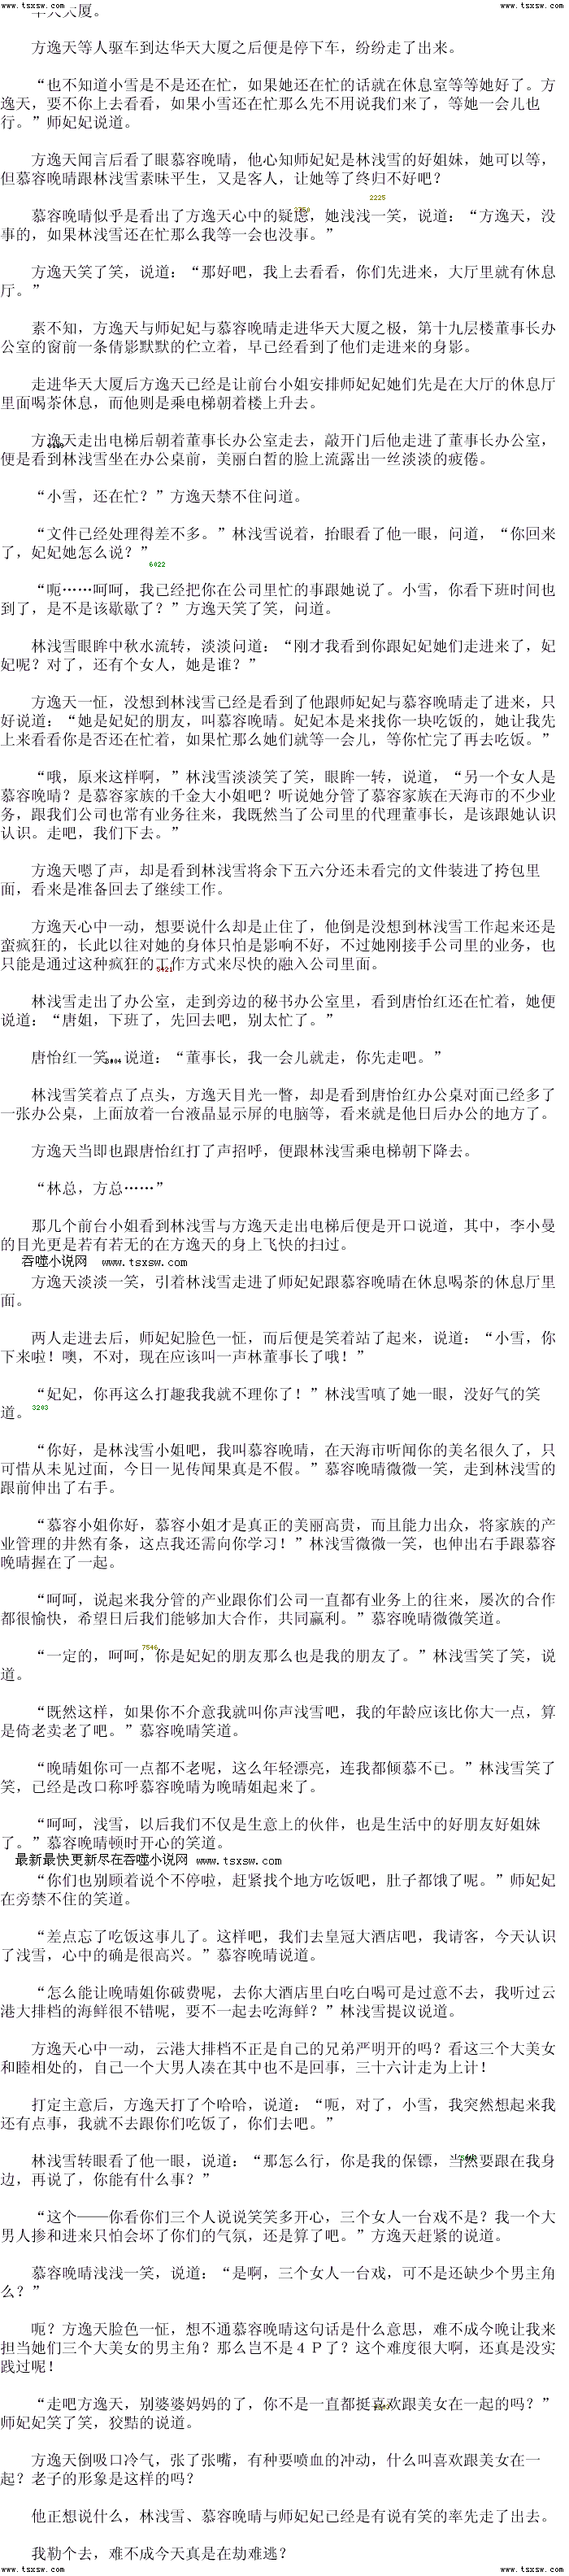 www.tsxsw.com www.tsxsw.com
华天大厦。
方逸天等人驱车到达华天大厦之后便是停下车，纷纷走了出来。
“也不知道小雪是不是还在忙，如果她还在忙的话就在休息室等等她好了。方
逸天，要不你上去看看，如果小雪还在忙那么先不用说我们来了，等她一会儿也
行。”师妃妃说道。
方逸天闻言后看了眼慕容晚晴，他心知师妃妃是林浅雪的好姐妹，她可以等，
但慕容晚晴跟林浅雪素昧平生，又是客人，让她等了终归不好吧？
2225
慕容晚晴似乎是看出了方逸天心中的疑虑，她浅浅一笑，说道：“方逸天，没
事的，如果林浅雪还在忙那么我等一会也没事。”
方逸天笑了笑，说道：“那好吧，我上去看看，你们先进来，大厅里就有休息
厅。”
素不知，方逸天与师妃妃与慕容晚晴走进华天大厦之极，第十九层楼董事长办
公室的窗前一条倩影默默的伫立着，早已经看到了他们走进来的身影。
走进华天大厦后方逸天已经是让前台小姐安排师妃妃她们先是在大厅的休息厅
里面喝茶休息，而他则是乘电梯朝着楼上升去。
方逸天走出电梯后朝着董事长办公室走去，敲开门后他走进了董事长办公室，
便是看到林浅雪坐在办公桌前，美丽白皙的脸上流露出一丝淡淡的疲倦。
“小雪，还在忙？”方逸天禁不住问道。
“文件已经处理得差不多。”林浅雪说着，抬眼看了他一眼，问道，“你回来
了，妃妃她怎么说？”
6022
“呃……呵呵，我已经把你在公司里忙的事跟她说了。小雪，你看下班时间也
到了，是不是该歇歇了？”方逸天笑了笑，问道。
林浅雪眼眸中秋水流转，淡淡问道：“刚才我看到你跟妃妃她们走进来了，妃
妃呢？对了，还有个女人，她是谁？”
方逸天一怔，没想到林浅雪已经是看到了他跟师妃妃与慕容晚晴走了进来，只
好说道：“她是妃妃的朋友，叫慕容晚晴。妃妃本是来找你一块吃饭的，她让我先
上来看看你是否还在忙着，如果忙那么她们就等一会儿，等你忙完了再去吃饭。”
“哦，原来这样啊，”林浅雪淡淡笑了笑，眼眸一转，说道，“另一个女人是
慕容晚晴？是慕容家族的千金大小姐吧？听说她分管了慕容家族在天海市的不少业
务，跟我们公司也常有业务往来，我既然当了公司里的代理董事长，是该跟她认识
认识。走吧，我们下去。”
方逸天嗯了声，却是看到林浅雪将余下五六分还未看完的文件装进了挎包里
面，看来是准备回去了继续工作。
方逸天心中一动，想要说什么却是止住了，他倒是没想到林浅雪工作起来还是
蛮疯狂的，长此以往对她的身体只怕是影响不好，不过她刚接手公司里的业务，也
只能是通过这种疯狂的工作方式来尽快的融入公司里面。
5421
林浅雪走出了办公室，走到旁边的秘书办公室里，看到唐怡红还在忙着，她便
说道：“唐姐，下班了，先回去吧，别太忙了。”
唐怡红一笑，说道：“董事长，我一会儿就走，你先走吧。”
林浅雪笑着点了点头，方逸天目光一瞥，却是看到唐怡红办公桌对面已经多了
一张办公桌，上面放着一台液晶显示屏的电脑等，看来就是他日后办公的地方了。
方逸天当即也跟唐怡红打了声招呼，便跟林浅雪乘电梯朝下降去。
“林总，方总……”
那几个前台小姐看到林浅雪与方逸天走出电梯后便是开口说道，其中，李小曼
的目光更是若有若无的在方逸天的身上飞快的扫过。
吞噬小说网 www.tsxsw.com
方逸天淡淡一笑，引着林浅雪走进了师妃妃跟慕容晚晴在休息喝茶的休息厅里
面。
两人走进去后，师妃妃脸色一怔，而后便是笑着站了起来，说道：“小雪，你
下来啦！噢，不对，现在应该叫一声林董事长了哦！”
“妃妃，你再这么打趣我我就不理你了！”林浅雪嗔了她一眼，没好气的笑
道。 3203
“你好，是林浅雪小姐吧，我叫慕容晚晴，在天海市听闻你的美名很久了，只
可惜从未见过面，今日一见传闻果真是不假。”慕容晚晴微微一笑，走到林浅雪的
跟前伸出了右手。
“慕容小姐你好，慕容小姐才是真正的美丽高贵，而且能力出众，将家族的产
业管理的井然有条，这点我还需向你学习！”林浅雪微微一笑，也伸出右手跟慕容
晚晴握在了一起。
“呵呵，说起来我分管的产业跟你们公司一直都有业务上的往来，屡次的合作
都很愉快，希望日后我们能够加大合作，共同赢利。”慕容晚晴微微笑道。
7546
“一定的，呵呵，你是妃妃的朋友那么也是我的朋友了。”林浅雪笑了笑，说
道。
“既然这样，如果你不介意我就叫你声浅雪吧，我的年龄应该比你大一点，算
是倚老卖老了吧。”慕容晚晴笑道。
“晚晴姐你可一点都不老呢，这么年轻漂亮，连我都倾慕不己。”林浅雪笑了
笑，己经是改口称呼慕容晚晴为晚晴姐起来了。
“呵呵，浅雪，以后我们不仅是生意上的伙伴，也是生活中的好朋友好姐妹
了。”慕容晚晴顿时开心的笑道。
最新最快更新尽在吞噬小说网 www.tsxsw.com
“你们也别顾着说个不停啦，赶紧找个地方吃饭吧，肚子都饿了呢。”师妃妃
在旁禁不住的笑道。
“差点忘了吃饭这事儿了。这样吧，我们去皇冠大酒店吧，我请客，今天认识
了浅雪，心中的确是很高兴。”慕容晚晴说道。
“怎么能让晚晴姐你破费呢，去你大酒店里白吃白喝可是过意不去，我听过云
港大排档的海鲜很不错呢，要不一起去吃海鲜？”林浅雪提议说道。
方逸天心中一动，云港大排档不正是自己的兄弟严明开的吗？看这三个大美女
和睦相处的，自己一个大男人凑在其中也不是回事，三十六计走为上计！
打定主意后，方逸天打了个哈哈，说道：“呃，对了，小雪，我突然想起来我
还有点事，我就不去跟你们吃饭了，你们去吧。”
林浅雪转眼看了他一眼，说道：“那怎么行，你是我的保镖，当然要跟在我身
边，再说了，你能有什么事？”
“这个——你看你们三个人说说笑笑多开心，三个女人一台戏不是？我一个大
男人掺和进来只怕会坏了你们的气氛，还是算了吧。”方逸天赶紧的说道。
慕容晚晴浅浅一笑，说道：“是啊，三个女人一台戏，可不是还缺少个男主角
么？”
呃？方逸天脸色一怔，想不通慕容晚晴这句话是什么意思，难不成今晚让我来
担当她们三个大美女的男主角？那么岂不是４Ｐ了？这个难度很大啊，还真是没实
践过呢！
“走吧方逸天，别婆婆妈妈的了，你不是一直都挺喜欢跟美女在一起的吗？”
师妃妃笑了笑，狡黠的说道。
方逸天倒吸口冷气，张了张嘴，有种要喷血的冲动，什么叫喜欢跟美女在一
起？老子的形象是这样的吗？
他正想说什么，林浅雪、慕容晚晴与师妃妃已经是有说有笑的率先走了出去。
我勒个去，难不成今天真是在劫难逃？
www.tsxsw.com www.tsxsw.com